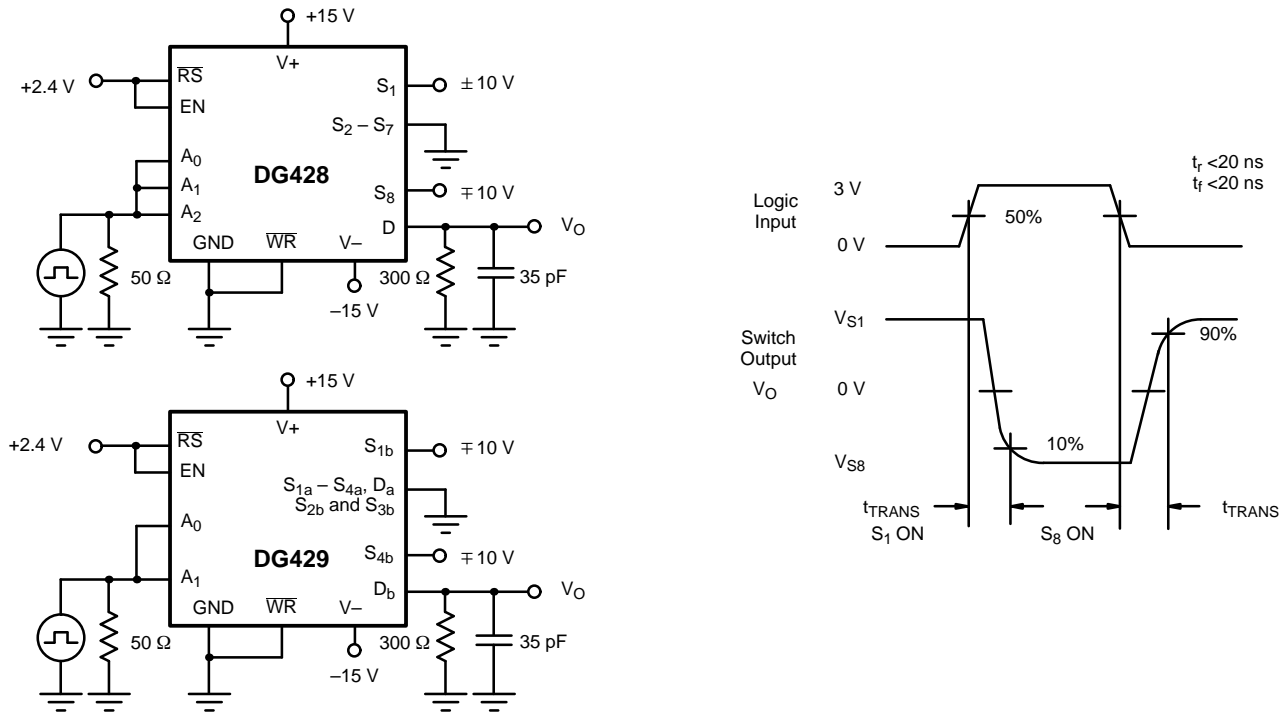 +15 V
V+
+2.4 V
RS
EN
S1
±10 V
S2 – S7
A0
A1
A2
DG428
S8
∓10 V
D
VO
GND
WR
V–
50 Ω
–15 V
300 Ω
35 pF
+15 V
V+
+2.4 V
RS
EN
S1b
∓10 V
S1a – S4a, Da
S2b and S3b
A0
A1
DG429
S4b
∓10 V
Db
VO
GND
WR
V–
50 Ω
–15 V
300 Ω
35 pF
tr <20 ns
tf <20 ns
Logic
Input
3 V
50%
0 V
Switch
Output
VO
VS1
90%
0 V
10%
VS8
tTRANS
S1 ON
S8 ON
tTRANS